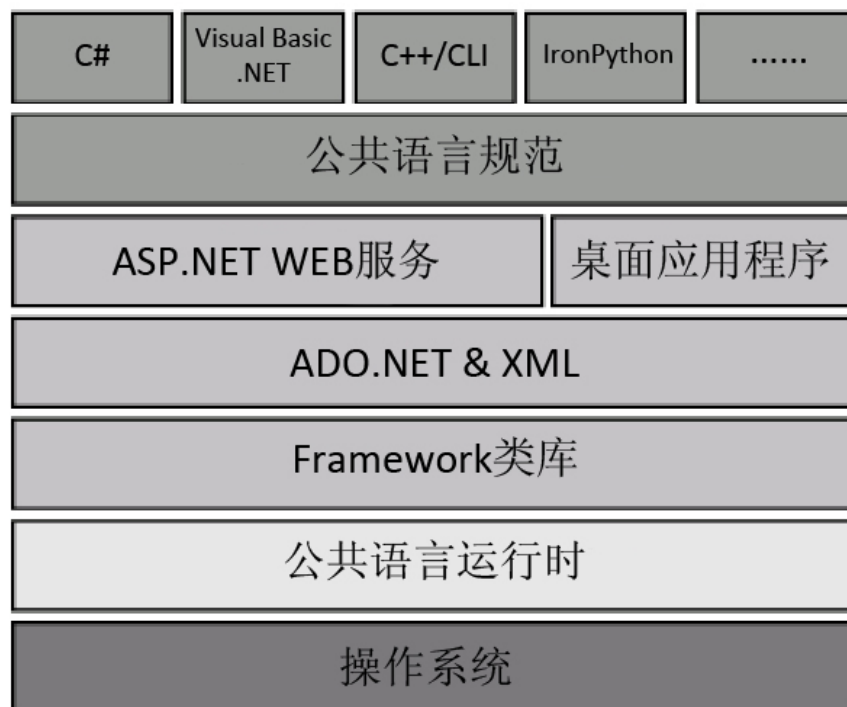 C#
Visual Basic
.NET
C++/CLI
IronPython
......
公共语言规范
ASP.NET WEB服务
桌面应用程序
ADO.NET & XML
Framework类库
公共语言运行时
操作系统